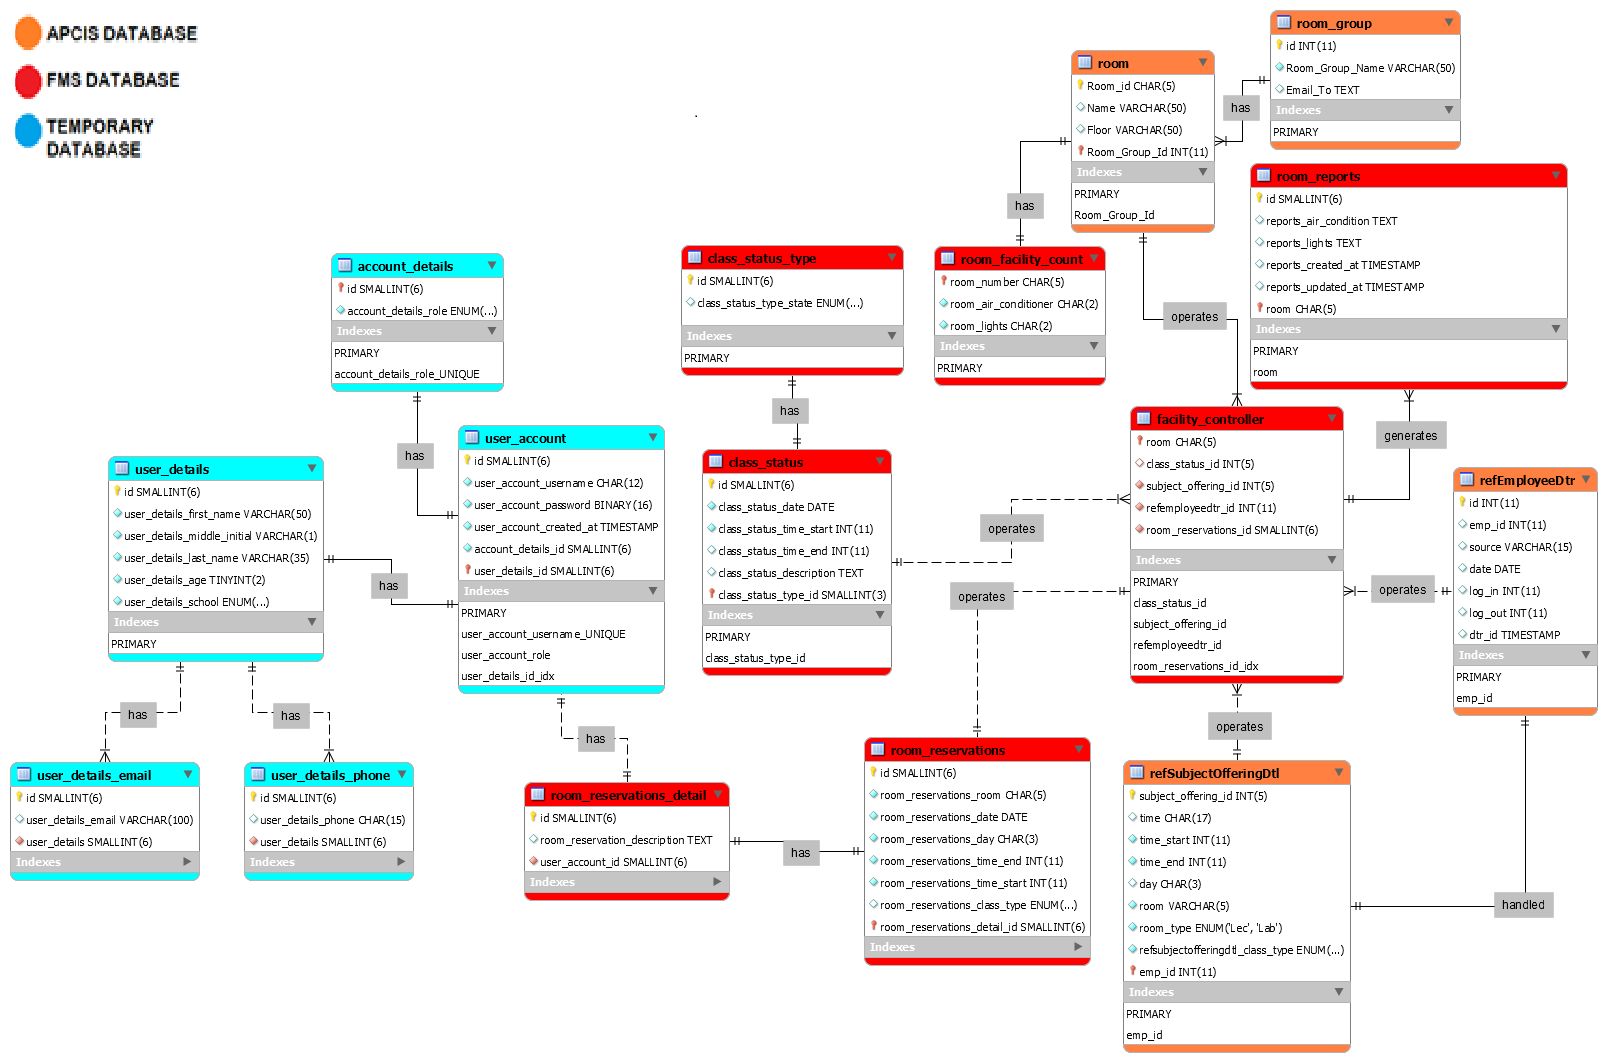 APCIS DATABASE
FMS DATABASE
TEMPORARY
DATABASE
room_group
id INT(11)
Room_Group_Name VARCHAR(50)
Email_To TEXT
Indexes
PRIMARY
has
room
Room_id CHAR(5)
Name VARCHAR(50)
Floor VARCHAR(50)
Room_Group_Id INT(11)
Indexes
PRIMARY
Room_Group_Id
has
operates
room_reports
id SMALLINT(6)
reports_air_condition TEXT
reports_lights TEXT
reports_created_at TIMESTAMP
reports_updated_at TIMESTAMP
room CHAR(5)
Indexes
PRIMARY
room
generates
room_facility_count
room_number CHAR(5)
room_air_conditioner CHAR(2)
room_lights CHAR(2)
Indexes
PRIMARY
class_status_type
id SMALLINT(6)
class_status_type_state ENUM(...)
Indexes
PRIMARY
has
account_details
id SMALLINT(6)
account_details_role ENUM(...)
Indexes
PRIMARY
account_details_role_UNIQUE
has
user_account
id SMALLINT(6)
user_account_username CHAR(12)
user_account_password BINARY(16)
user_account_created_at TIMESTAMP
account_details_id SMALLINT(6)
user_details_id SMALLINT(6)
Indexes
PRIMARY
user_account_username_UNIQUE
user_account_role
user_details_id_idx
has
user_details
id SMALLINT(6)
user_details_first_name VARCHAR(50)
user_details_middle_initial VARCHAR(1)
user_details_last_name VARCHAR(35)
user_details_age TINYINT(2)
user_details_school ENUM(...)
Indexes
PRIMARY
has
has
has
class_status
id SMALLINT(6)
class_status_date DATE
class_status_time_start INT(11)
class_status_time_end INT(11)
class_status_description TEXT
class_status_type_id SMALLINT(3)
Indexes
PRIMARY
class_status_type_id
operates
operates
facility_controller
room CHAR(5)
class_status_id INT(5)
subject_offering_id INT(5)
refemployeedtr_id INT(11)
room_reservations_id SMALLINT(6)
Indexes
PRIMARY
class_status_id
subject_offering_id
refemployeedtr_id
room_reservations_id_idx
operates
operates
refEmployeeDtr
id INT(11)
emp_id INT(11)
source VARCHAR(15)
date DATE
log_in INT(11)
log_out INT(11)
dtr_id TIMESTAMP
Indexes
PRIMARY
emp_id
handled
user_details_email
id SMALLINT(6)
user_details_email VARCHAR(100)
user_details SMALLINT(6)
Indexes
user_details_phone
id SMALLINT(6)
user_details_phone CHAR(15)
user_details SMALLINT(6)
Indexes
room_reservations_detail
id SMALLINT(6)
room_reservation_description TEXT
user_account_id SMALLINT(6)
Indexes
has
room_reservations
id SMALLINT(6)
room_reservations_room CHAR(5)
room_reservations_date DATE
room_reservations_day CHAR(3)
room_reservations_time_end INT(11)
room_reservations_time_start INT(11)
room_reservations_class_type ENUM(...)
room_reservations_detail_id SMALLINT(6)
Indexes
refSubjectOfferingDtl
subject_offering_id INT(5)
time CHAR(17)
time_start INT(11)
time_end INT(11)
day CHAR(3)
room VARCHAR(5)
room_type ENUM('Lec', 'Lab')
refsubjectofferingdtl_class_type ENUM(...)
emp_id INT(11)
Indexes
PRIMARY
emp_id